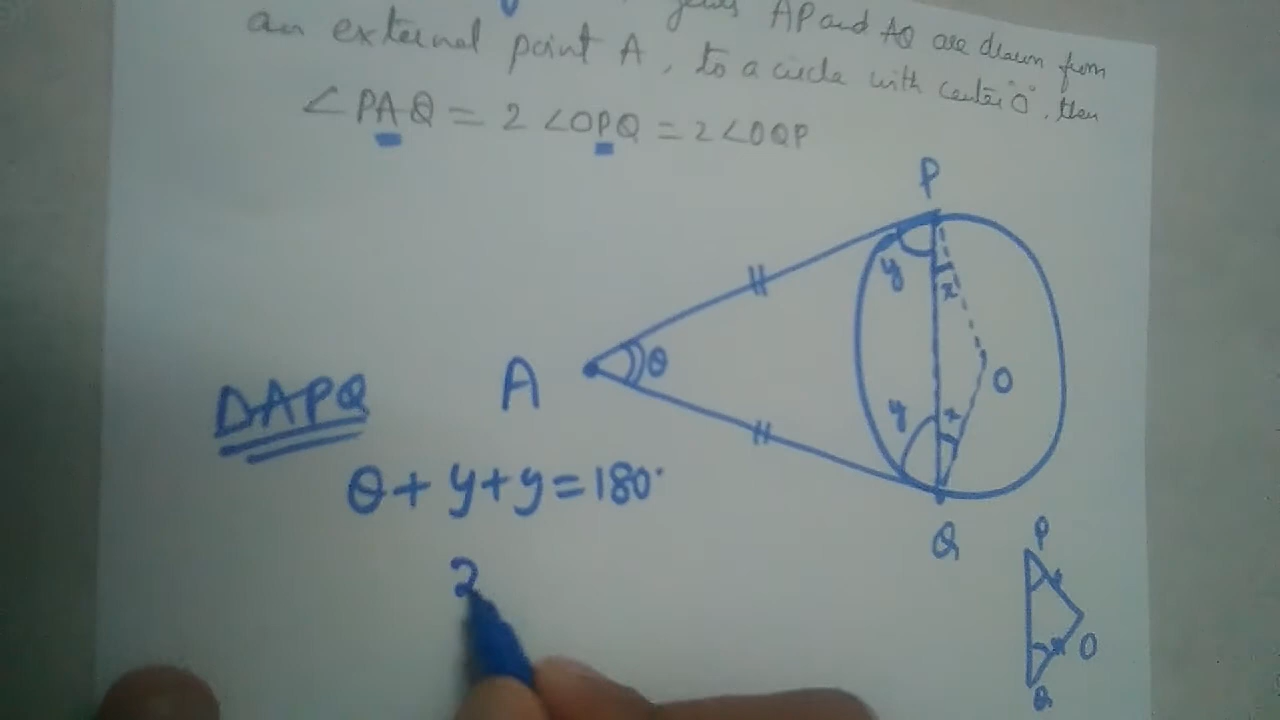 AP and AQ are drawn from
an external point A, to a circle with center "O", then
∠PAQ = 2∠OPQ = 2∠OQP
P
y
x
A
θ
O
y
x
ΔAPQ
θ + y + y = 180°
Q
P
2
O
Q